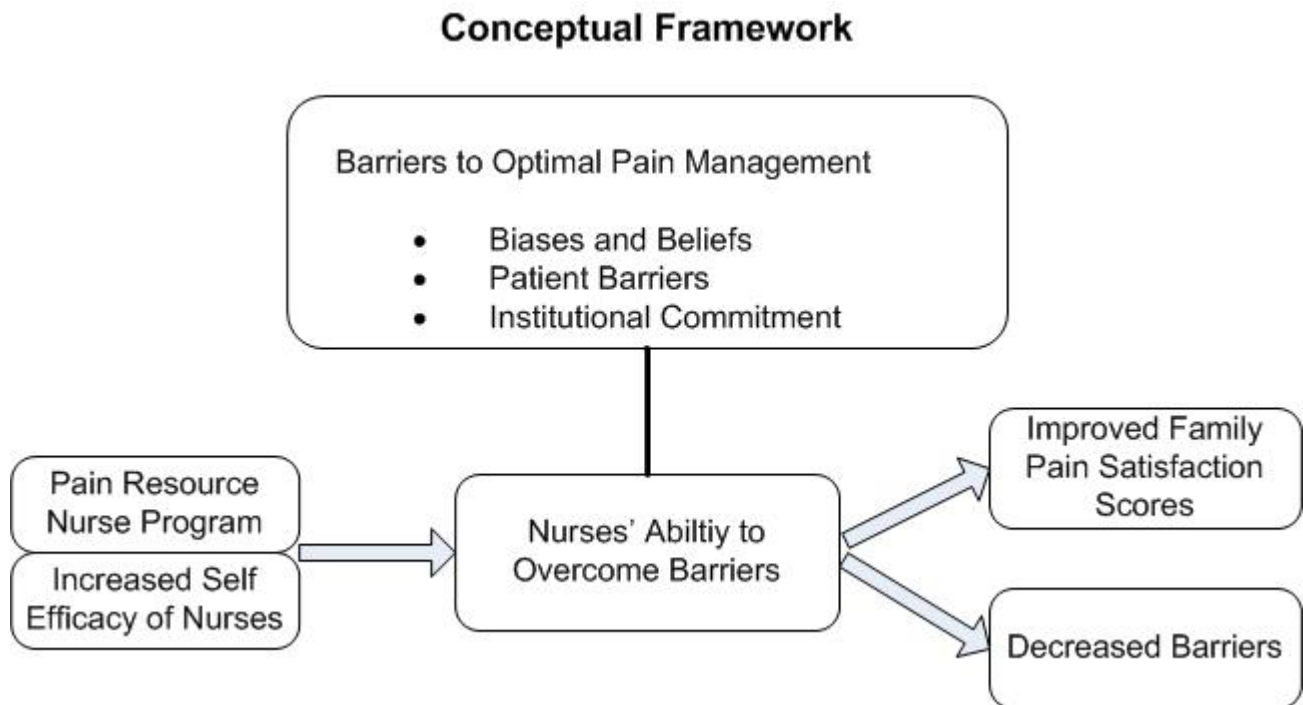 Conceptual Framework
Barriers to Optimal Pain Management
• Biases and Beliefs
• Patient Barriers
• Institutional Commitment
Pain Resource
Nurse Program
Increased Self
Efficacy of Nurses
Nurses’ Abiltiy to
Overcome Barriers
Improved Family
Pain Satisfaction
Scores
Decreased Barriers